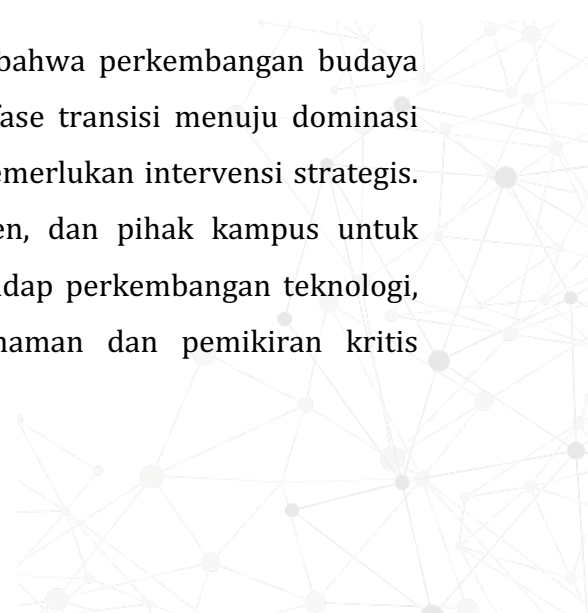 bahwa perkembangan budaya
ase transisi menuju dominasi
emerlukan intervensi strategis.
en, dan pihak kampus untuk
dap perkembangan teknologi,
naman dan pemikiran kritis